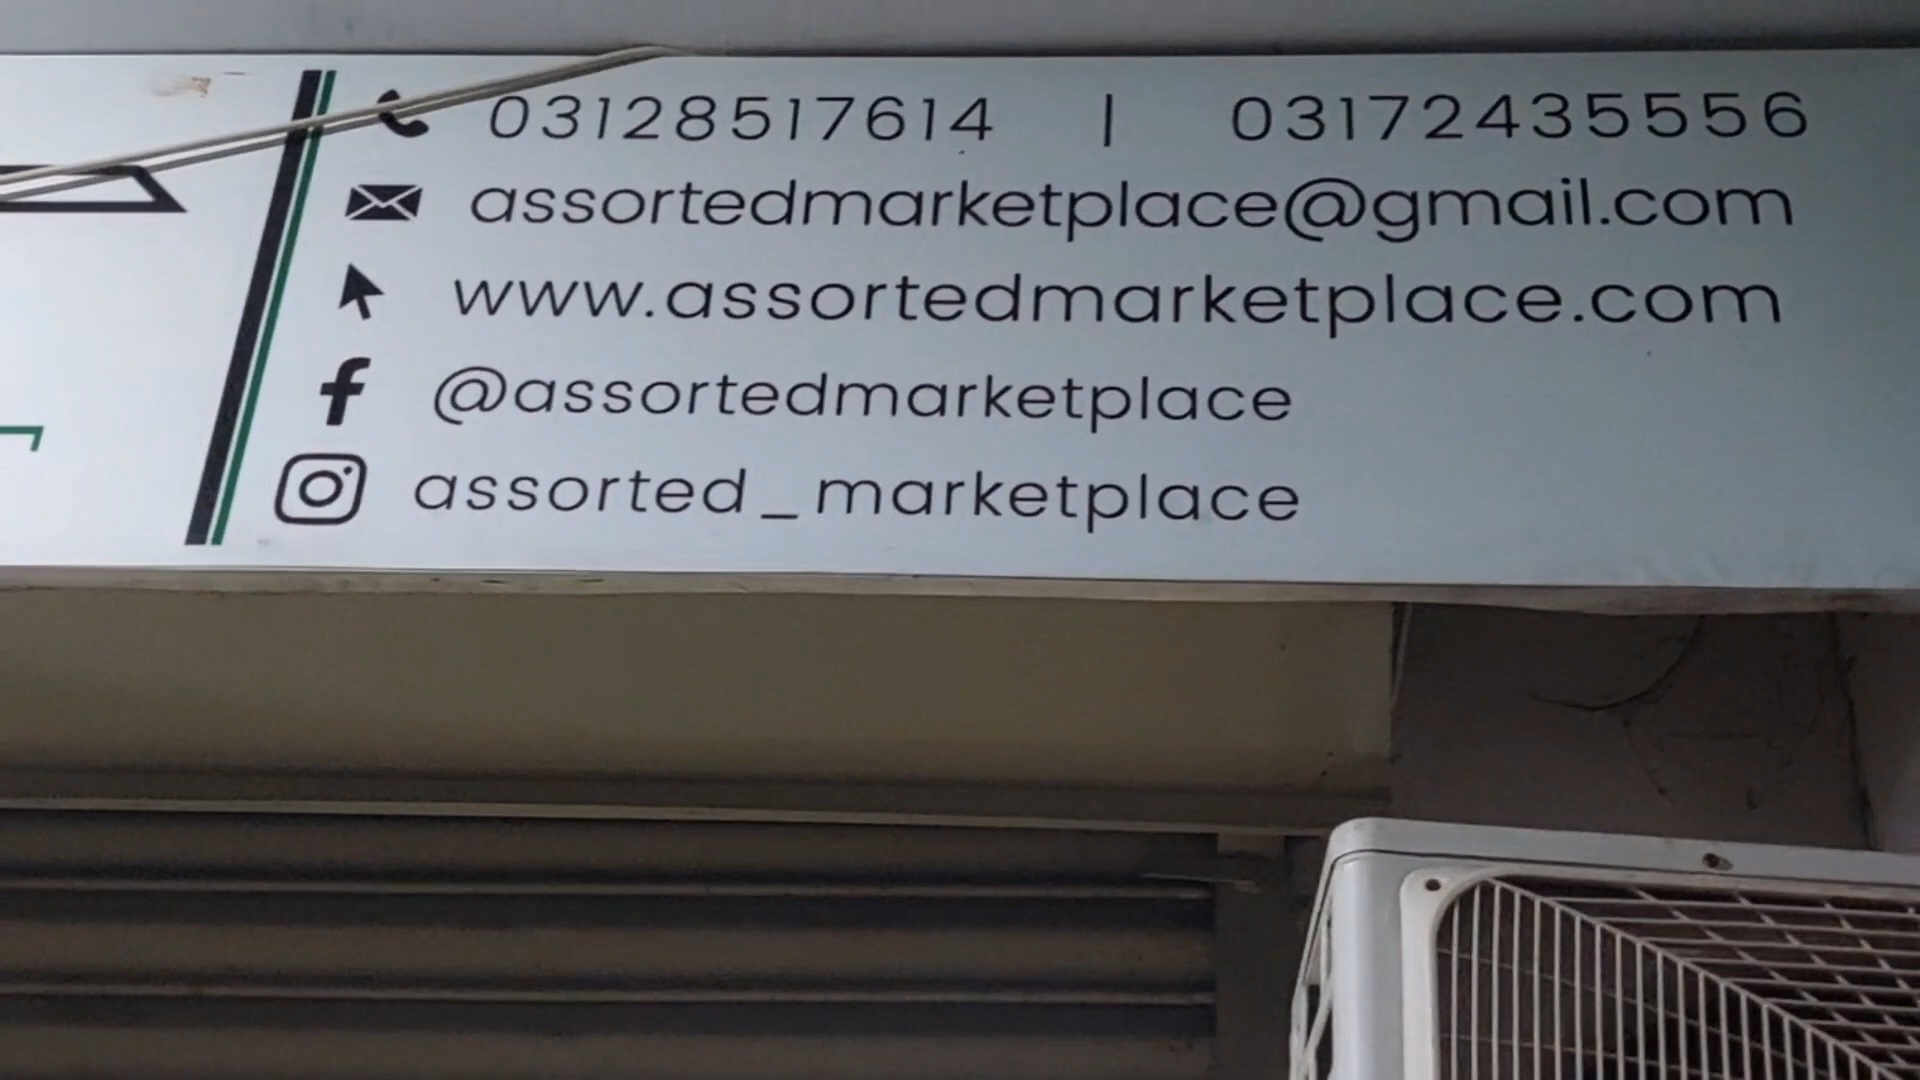 03128517614 | 03172435556
assortedmarketplace@gmail.com
www.assortedmarketplace.com
@assortedmarketplace
assorted_marketplace